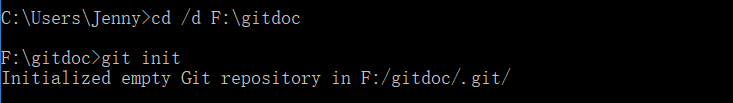 C:\Users\Jenny>cd /d F:\gitdoc
F:\gitdoc>git init
Initialized empty Git repository in F:/gitdoc/.git/